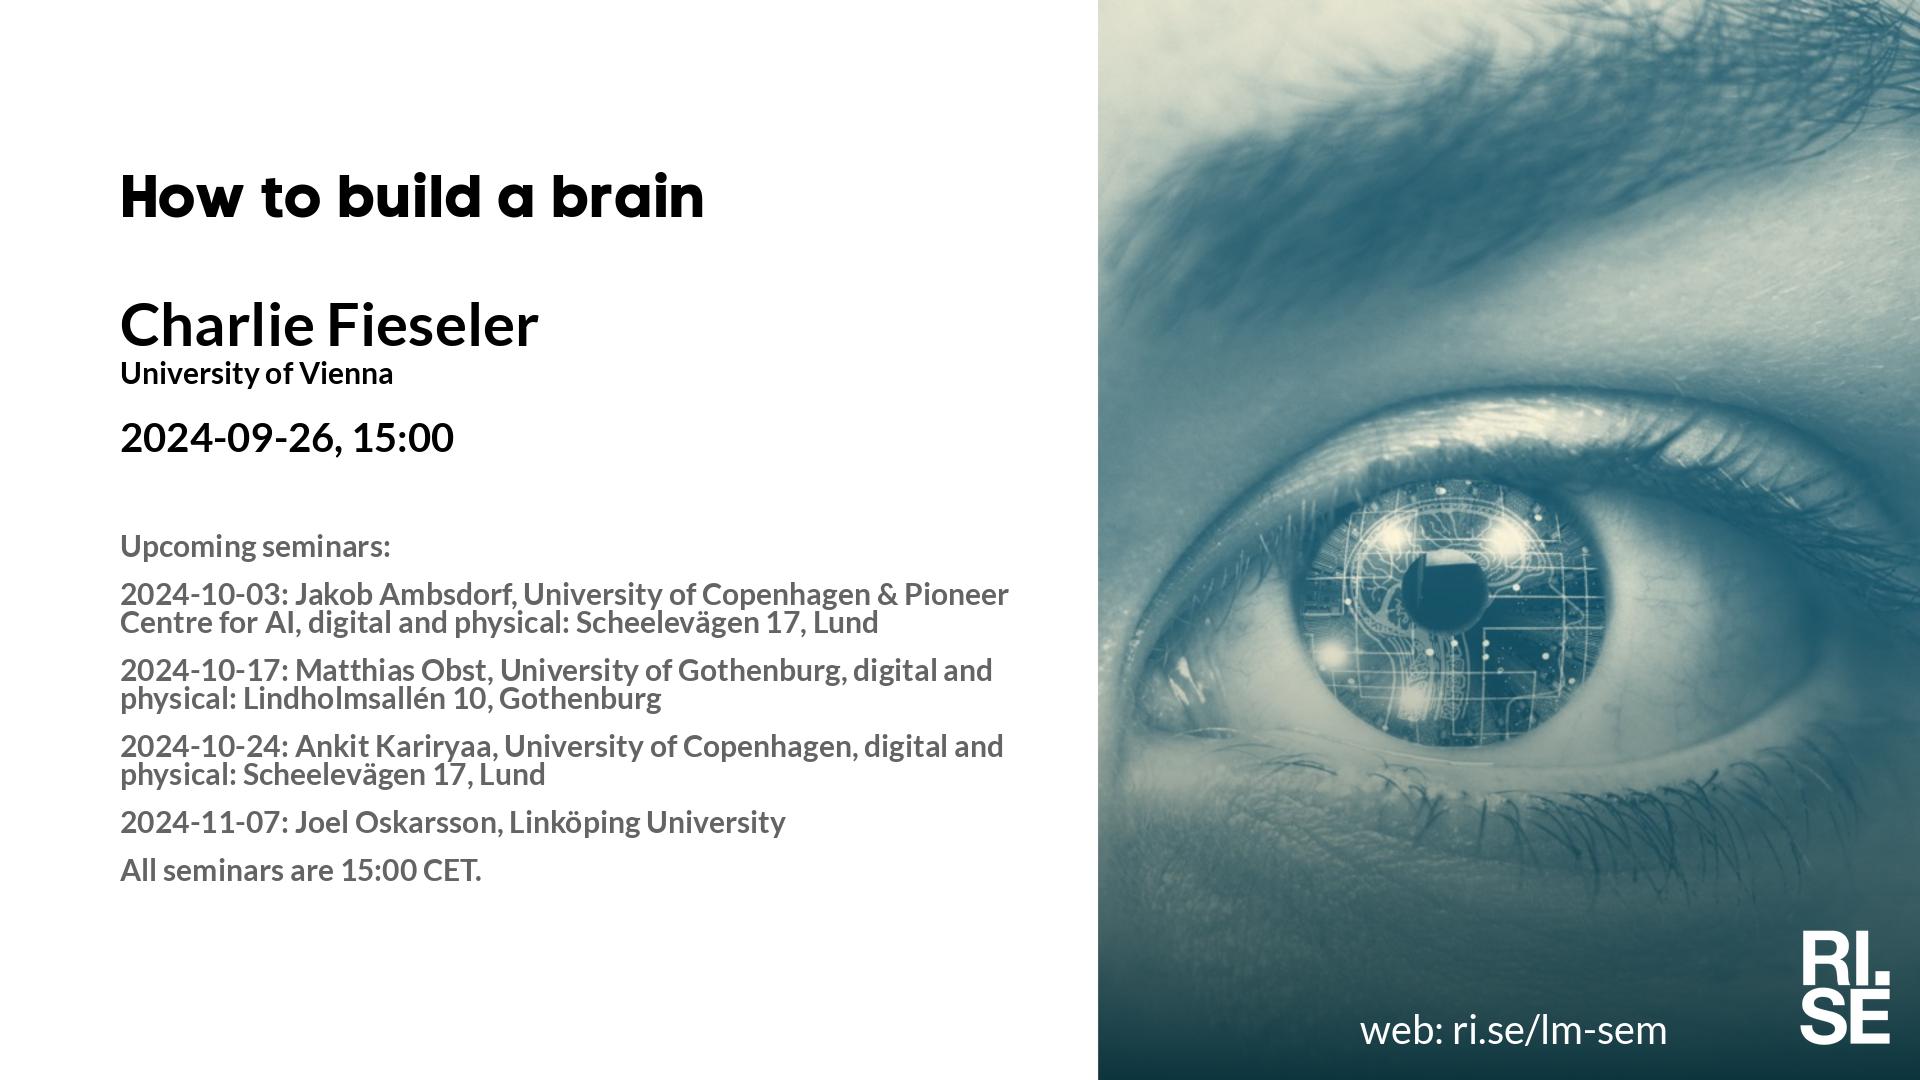 How to build a brain
Charlie Fieseler
University of Vienna
2024-09-26, 15:00
Upcoming seminars:
2024-10-03: Jakob Ambsdorf, University of Copenhagen & Pioneer
Centre for AI, digital and physical: Scheelevägen 17, Lund
2024-10-17: Matthias Obst, University of Gothenburg, digital and
physical: Lindholmsallén 10, Gothenburg
2024-10-24: Ankit Kariryaa, University of Copenhagen, digital and
physical: Scheelevägen 17, Lund
2024-11-07: Joel Oskarsson, Linköping University
All seminars are 15:00 CET.
web: ri.se/lm-sem
RI.
SE